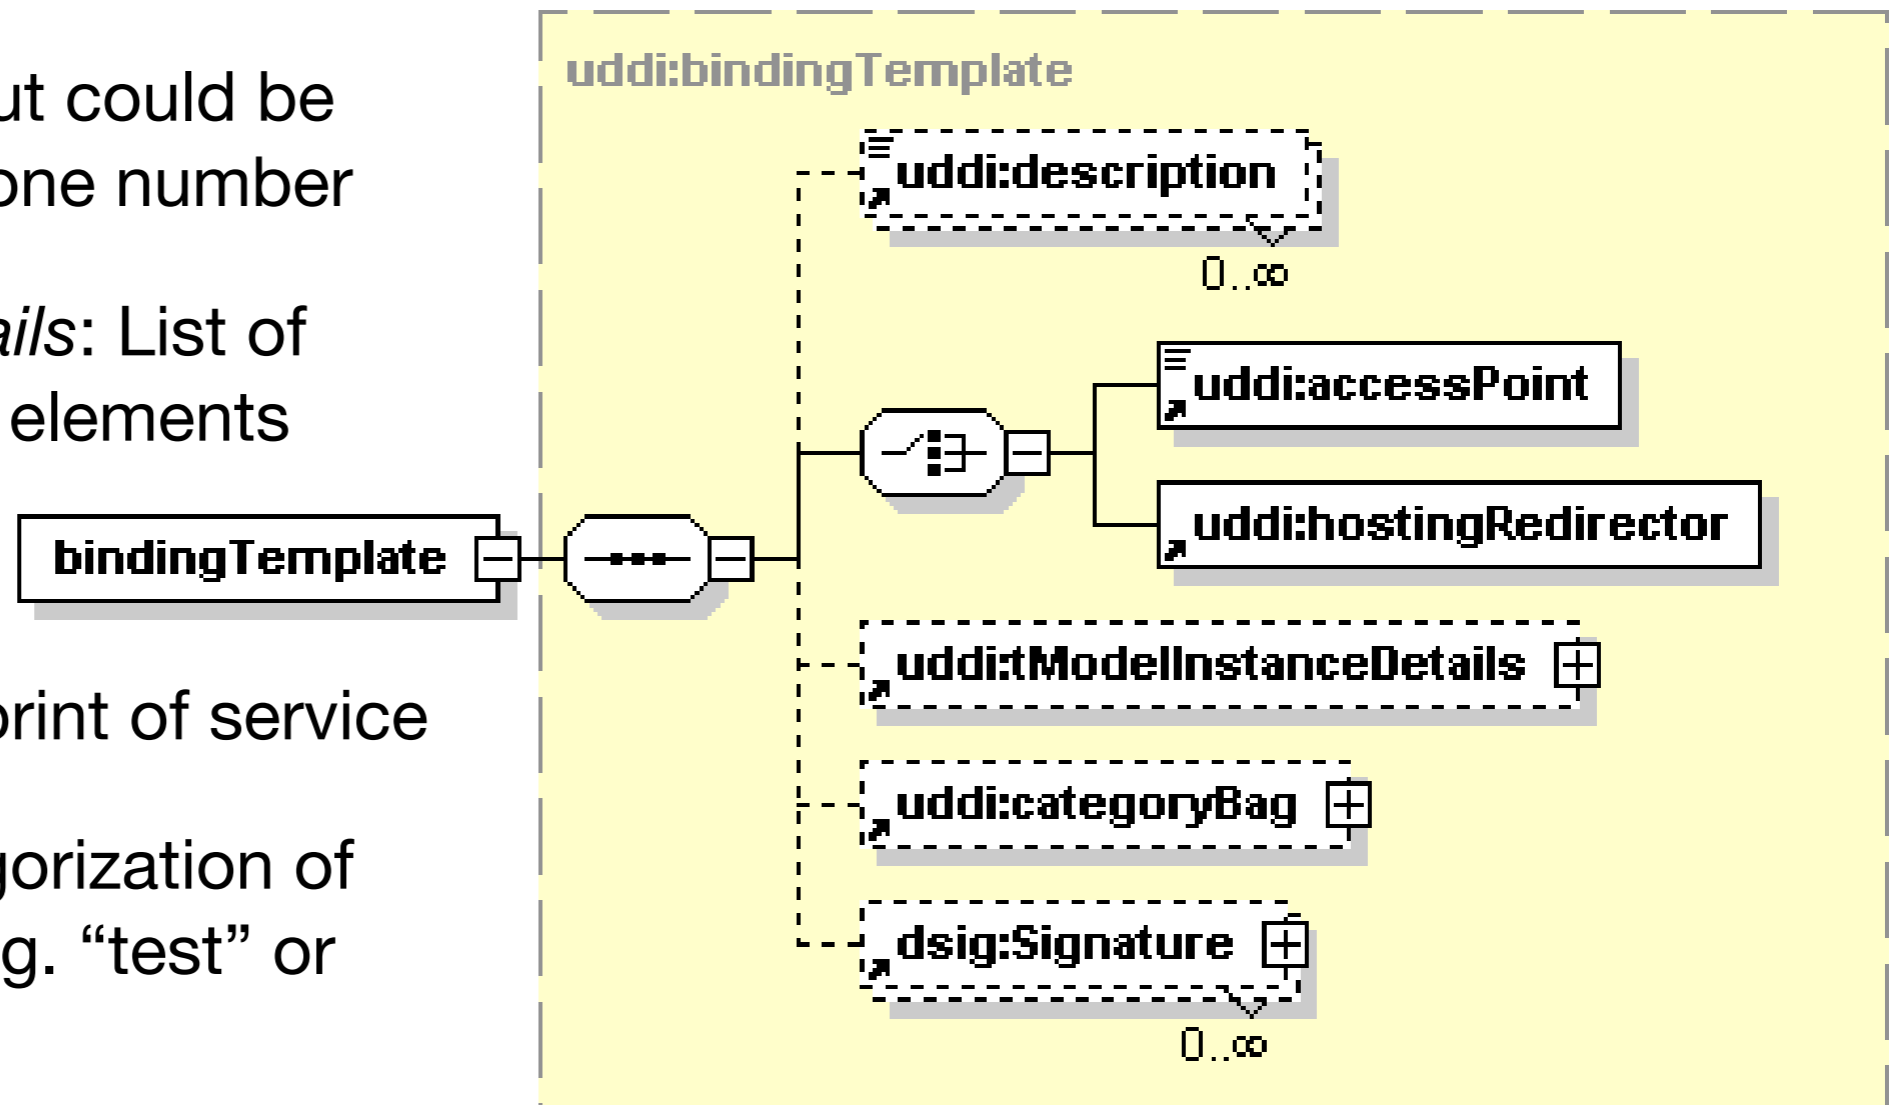 ut could be
one number
ails: List of
elements
print of service
gorization of
g. “test” or
bindingTemplate
uddi:bindingTemplate
uddi:description
0..∞
uddi:accessPoint
uddi:hostingRedirector
uddi:tModelInstanceDetails
uddi:categoryBag
dsig:Signature
0..∞